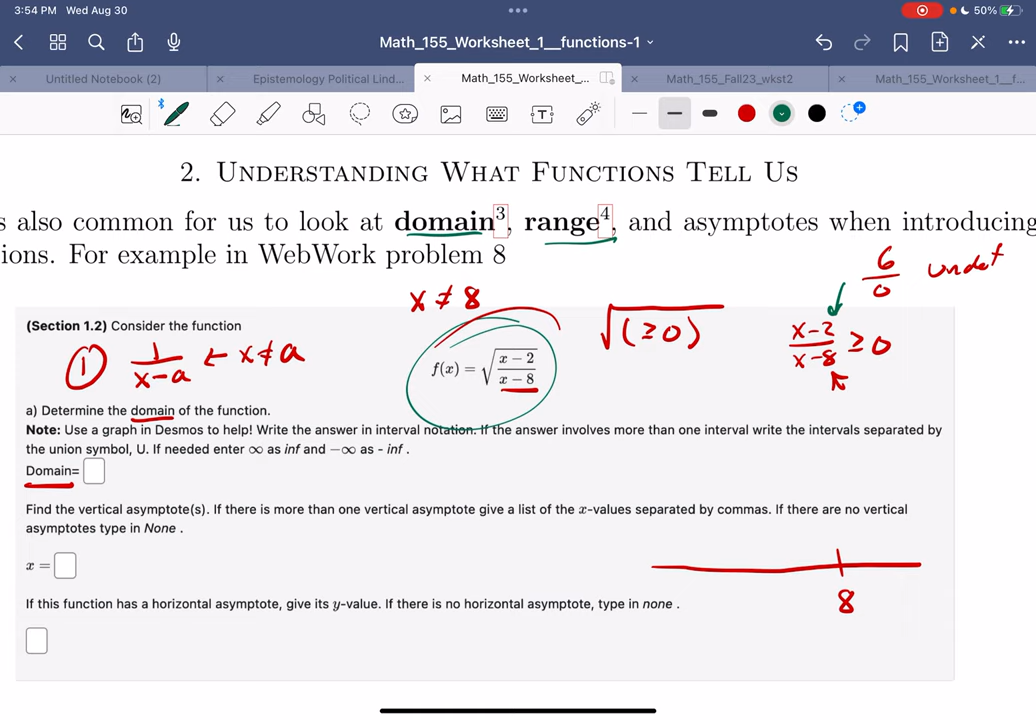 3:54 PM Wed Aug 30
50%
Math_155_Worksheet_1__functions-1
Untitled Notebook (2)
Epistemology Political Lind...
Math_155_Worksheet_...
Math_155_Fall23_wkst2
Math_155_Worksheet_1__f...
2. Understanding What Functions Tell Us
s also common for us to look at domain³, range⁴, and asymptotes when introducing
ions. For example in WebWork problem 8
6/0 undef
x ≠ 8
(Section 1.2) Consider the function
① 1/(x-a) ← x≠a
f(x) = √((x − 2)/(x − 8))
√(≥0)
(x-2)/(x-8) ≥ 0
a) Determine the domain of the function.
Note: Use a graph in Desmos to help! Write the answer in interval notation. If the answer involves more than one interval write the intervals separated by
the union symbol, U. If needed enter ∞ as inf and −∞ as - inf .
Domain=
Find the vertical asymptote(s). If there is more than one vertical asymptote give a list of the x-values separated by commas. If there are no vertical
asymptotes type in None .
x =
8
If this function has a horizontal asymptote, give its y-value. If there is no horizontal asymptote, type in none .